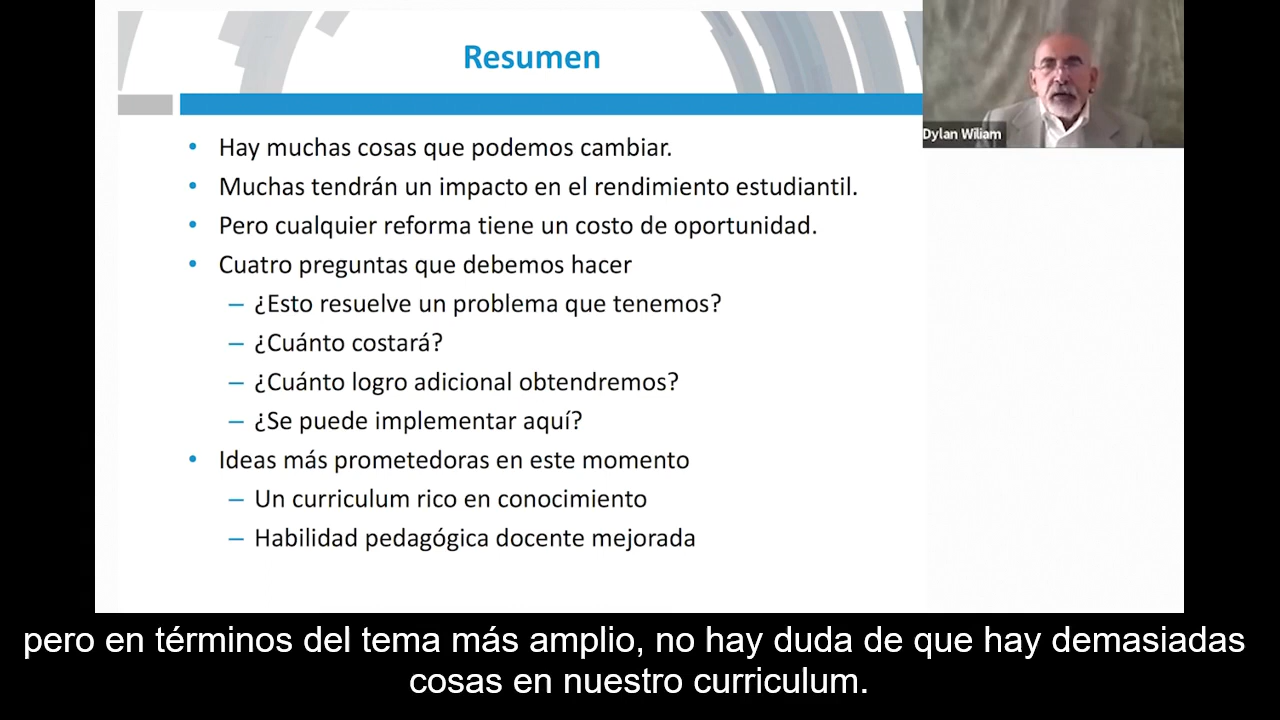 Resumen
Dylan Wiliam
• Hay muchas cosas que podemos cambiar.
• Muchas tendrán un impacto en el rendimiento estudiantil.
• Pero cualquier reforma tiene un costo de oportunidad.
• Cuatro preguntas que debemos hacer
– ¿Esto resuelve un problema que tenemos?
– ¿Cuánto costará?
– ¿Cuánto logro adicional obtendremos?
– ¿Se puede implementar aquí?
• Ideas más prometedoras en este momento
– Un curriculum rico en conocimiento
– Habilidad pedagógica docente mejorada
pero en términos del tema más amplio, no hay duda de que hay demasiadas
cosas en nuestro curriculum.